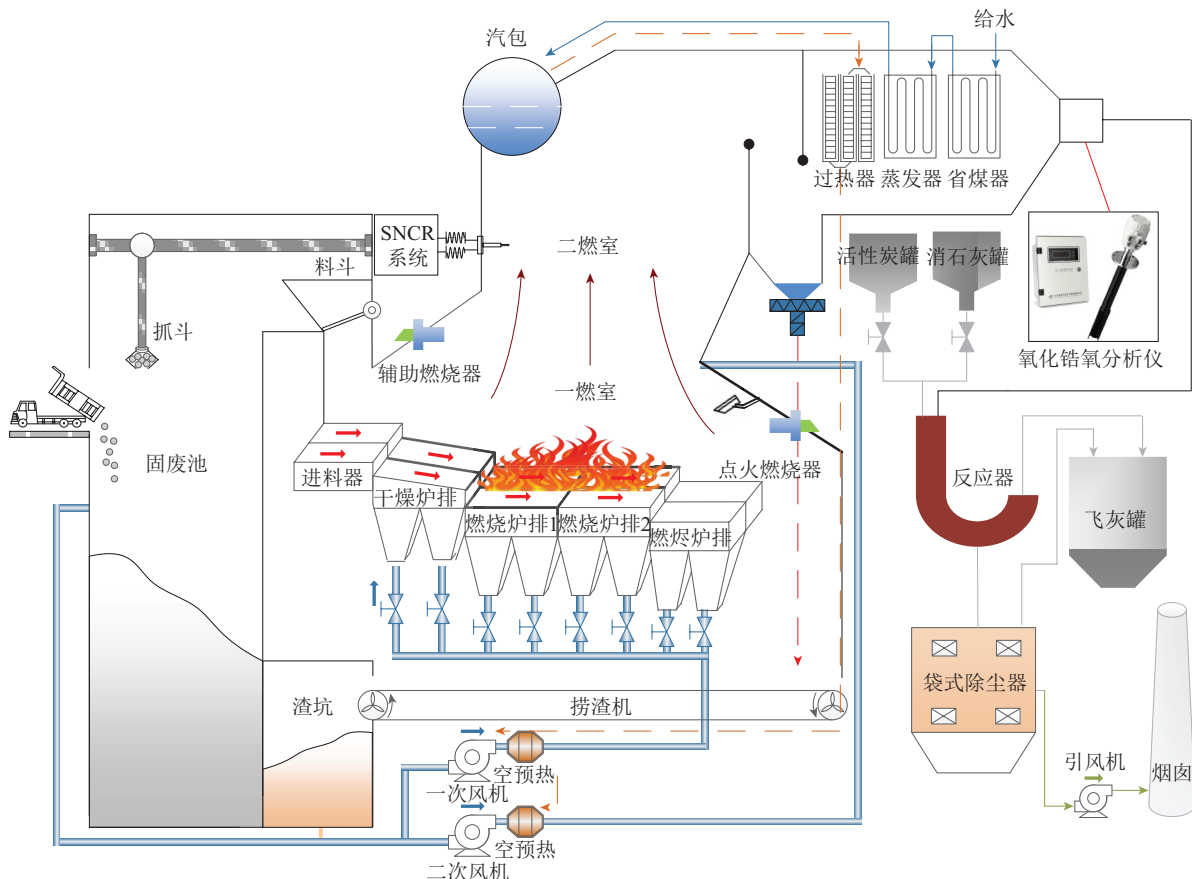 给水
汽包
过热器
蒸发器
省煤器
SNCR
系统
料斗
二燃室
活性炭罐
消石灰罐
抓斗
氧化锆氧分析仪
辅助燃烧器
一燃室
固废池
进料器
干燥炉排
点火燃烧器
反应器
飞灰罐
燃烧炉排1
燃烧炉排2
燃烬炉排
袋式除尘器
渣坑
捞渣机
引风机
烟囱
空预热
一次风机
空预热
二次风机